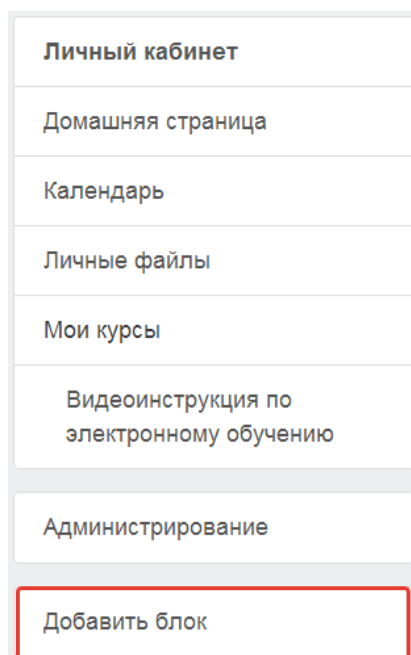 Личный кабинет
Домашняя страница
Календарь
Личные файлы
Мои курсы
Видеоинструкция по
электронному обучению
Администрирование
Добавить блок